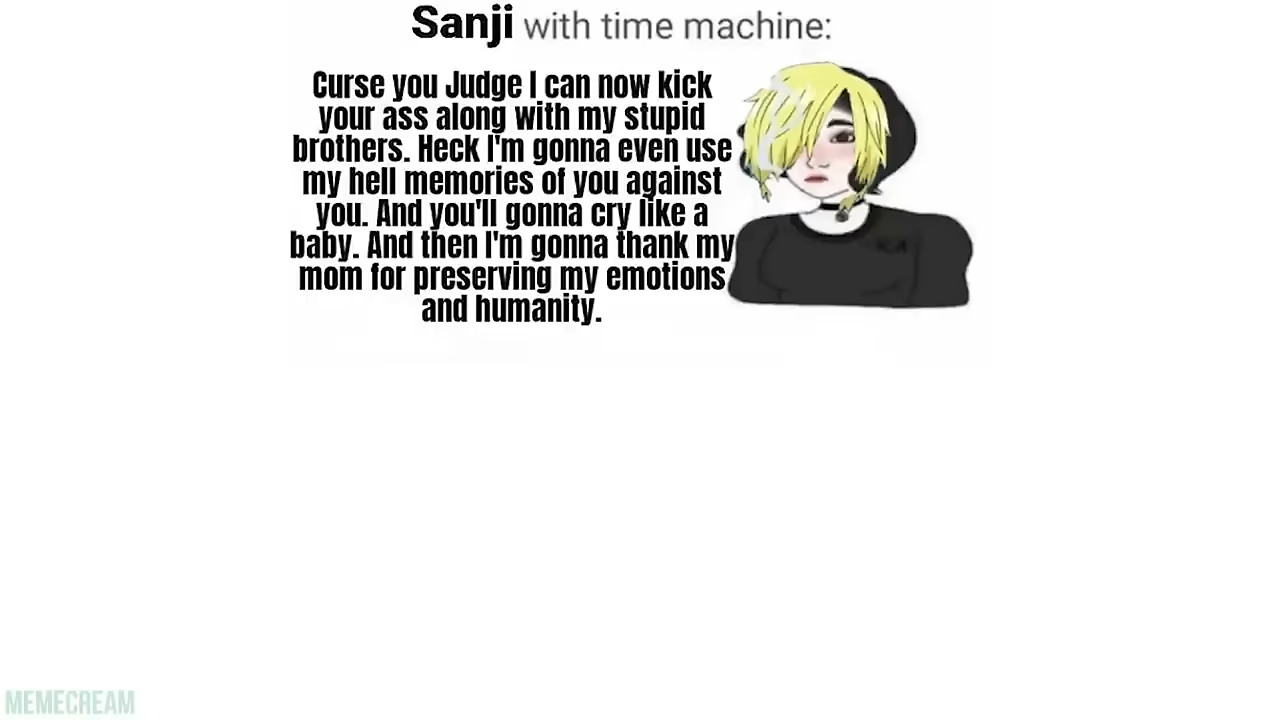 Sanji with time machine:
Curse you Judge I can now kick
your ass along with my stupid
brothers. Heck I'm gonna even use
my hell memories of you against
you. And you'll gonna cry like a
baby. And then I'm gonna thank my
mom for preserving my emotions
and humanity.
MEMECREAM